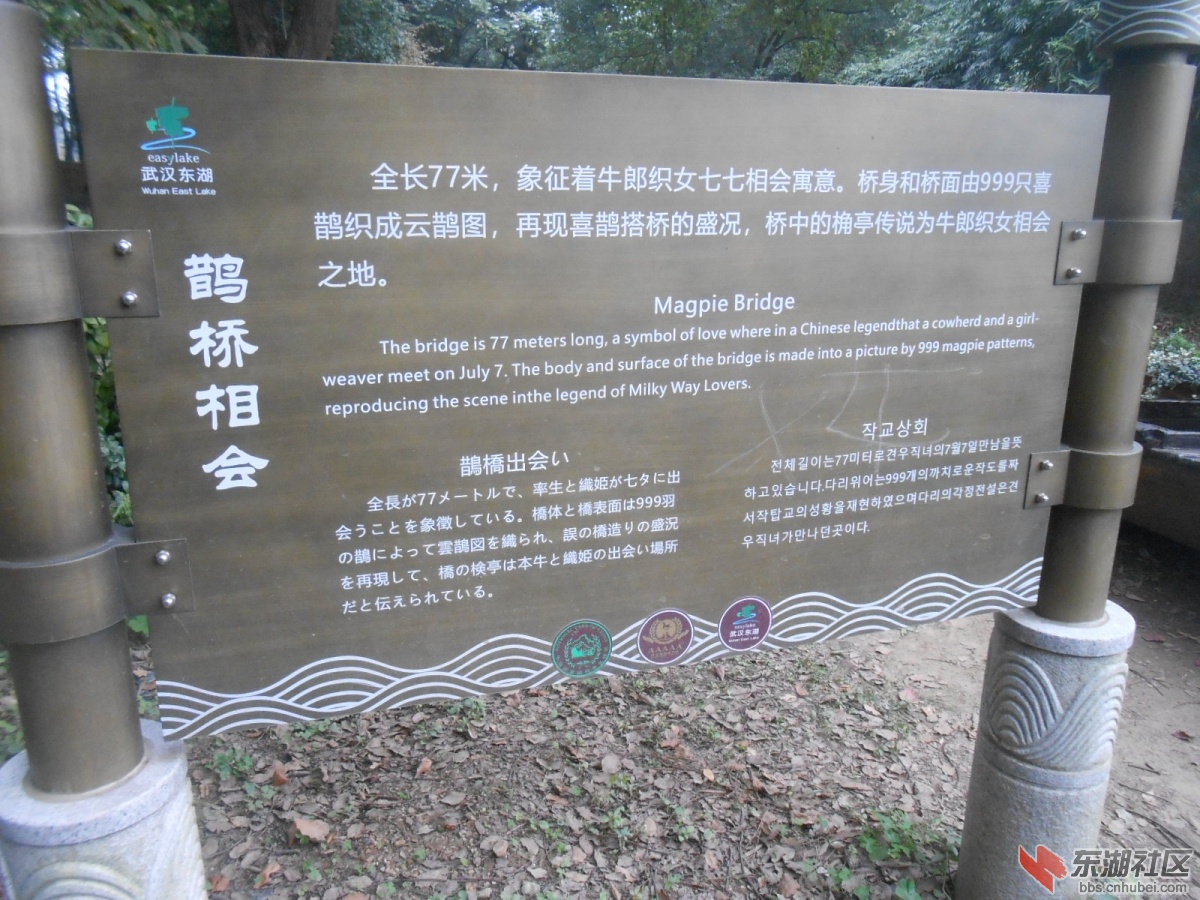 easylake
武汉东湖
Wuhan East Lake
鹊桥相会
全长77米，象征着牛郎织女七七相会寓意。桥身和桥面由999只喜
鹊织成云鹊图，再现喜鹊搭桥的盛况，桥中的桷亭传说为牛郎织女相会
之地。
Magpie Bridge
The bridge is 77 meters long, a symbol of love where in a Chinese legendthat a cowherd and a girl-
weaver meet on July 7. The body and surface of the bridge is made into a picture by 999 magpie patterns,
reproducing the scene inthe legend of Milky Way Lovers.
鵲橋出会い
全長が77メートルで、率生と織姫が七タに出
会うことを象徴している。橋体と橋表面は999羽
の鵲によって雲鵲図を織られ、誤の橋造りの盛況
を再現して、橋の検亭は本牛と織姫の出会い場所
だと伝えられている。
작교상회
전체길이는77미터로견우직녀의7월7일만남을뜻
하고있습니다.다리위어는999개의까치로운작도를짜
서작탑교의성황을재현하였으며다리의각정전설은견
우직녀가만나던곳이다.
AAAAA
easylake
武汉东湖
Wuhan East Lake
东湖社区
bbs.cnhubei.com